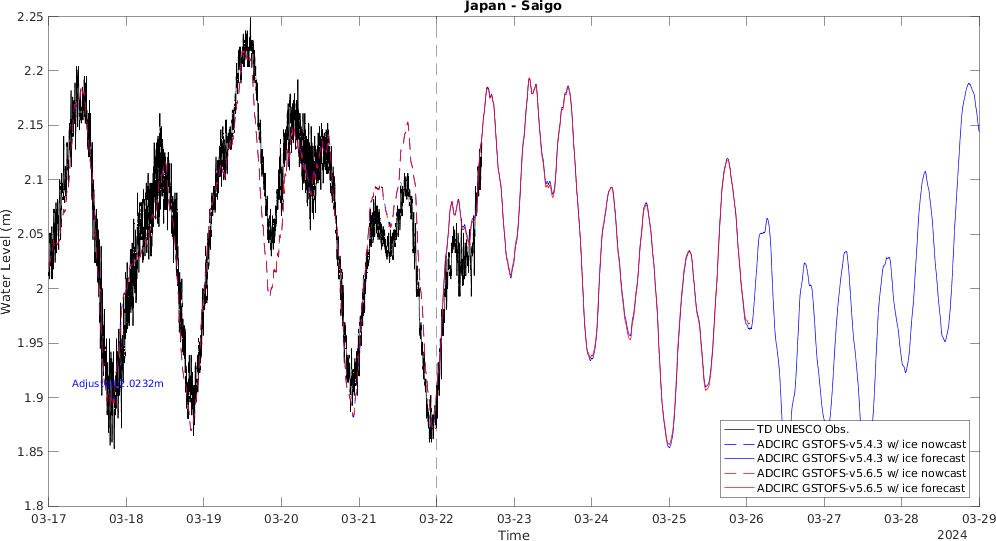 Japan - Saigo
2.25
2.2
2.15
2.1
2.05
2
1.95
1.9
1.85
1.8
Water Level (m)
2.0232m
TD UNESCO Obs.
ADCIRC GSTOFS-v5.4.3 w/ ice nowcast
ADCIRC GSTOFS-v5.4.3 w/ ice forecast
ADCIRC GSTOFS-v5.6.5 w/ ice nowcast
ADCIRC GSTOFS-v5.6.5 w/ ice forecast
03-17 03-18 03-19 03-20 03-21 03-22 03-23 03-24 03-25 03-26 03-27 03-28 03-29
Time
2024